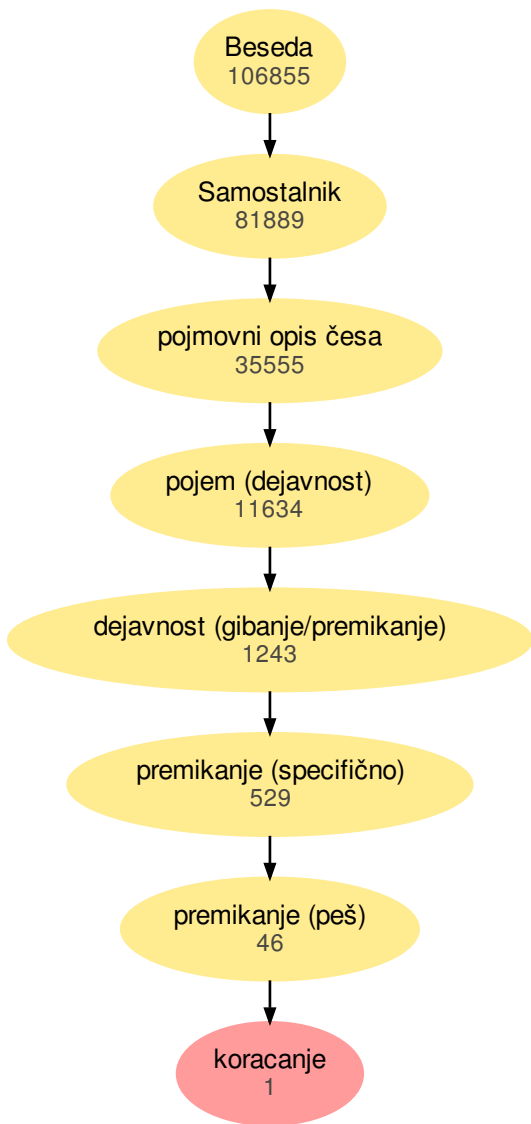 Beseda
106855
Samostalnik
81889
pojmovni opis česa
35555
pojem (dejavnost)
11634
dejavnost (gibanje/premikanje)
1243
premikanje (specifično)
529
premikanje (peš)
46
koracanje
1